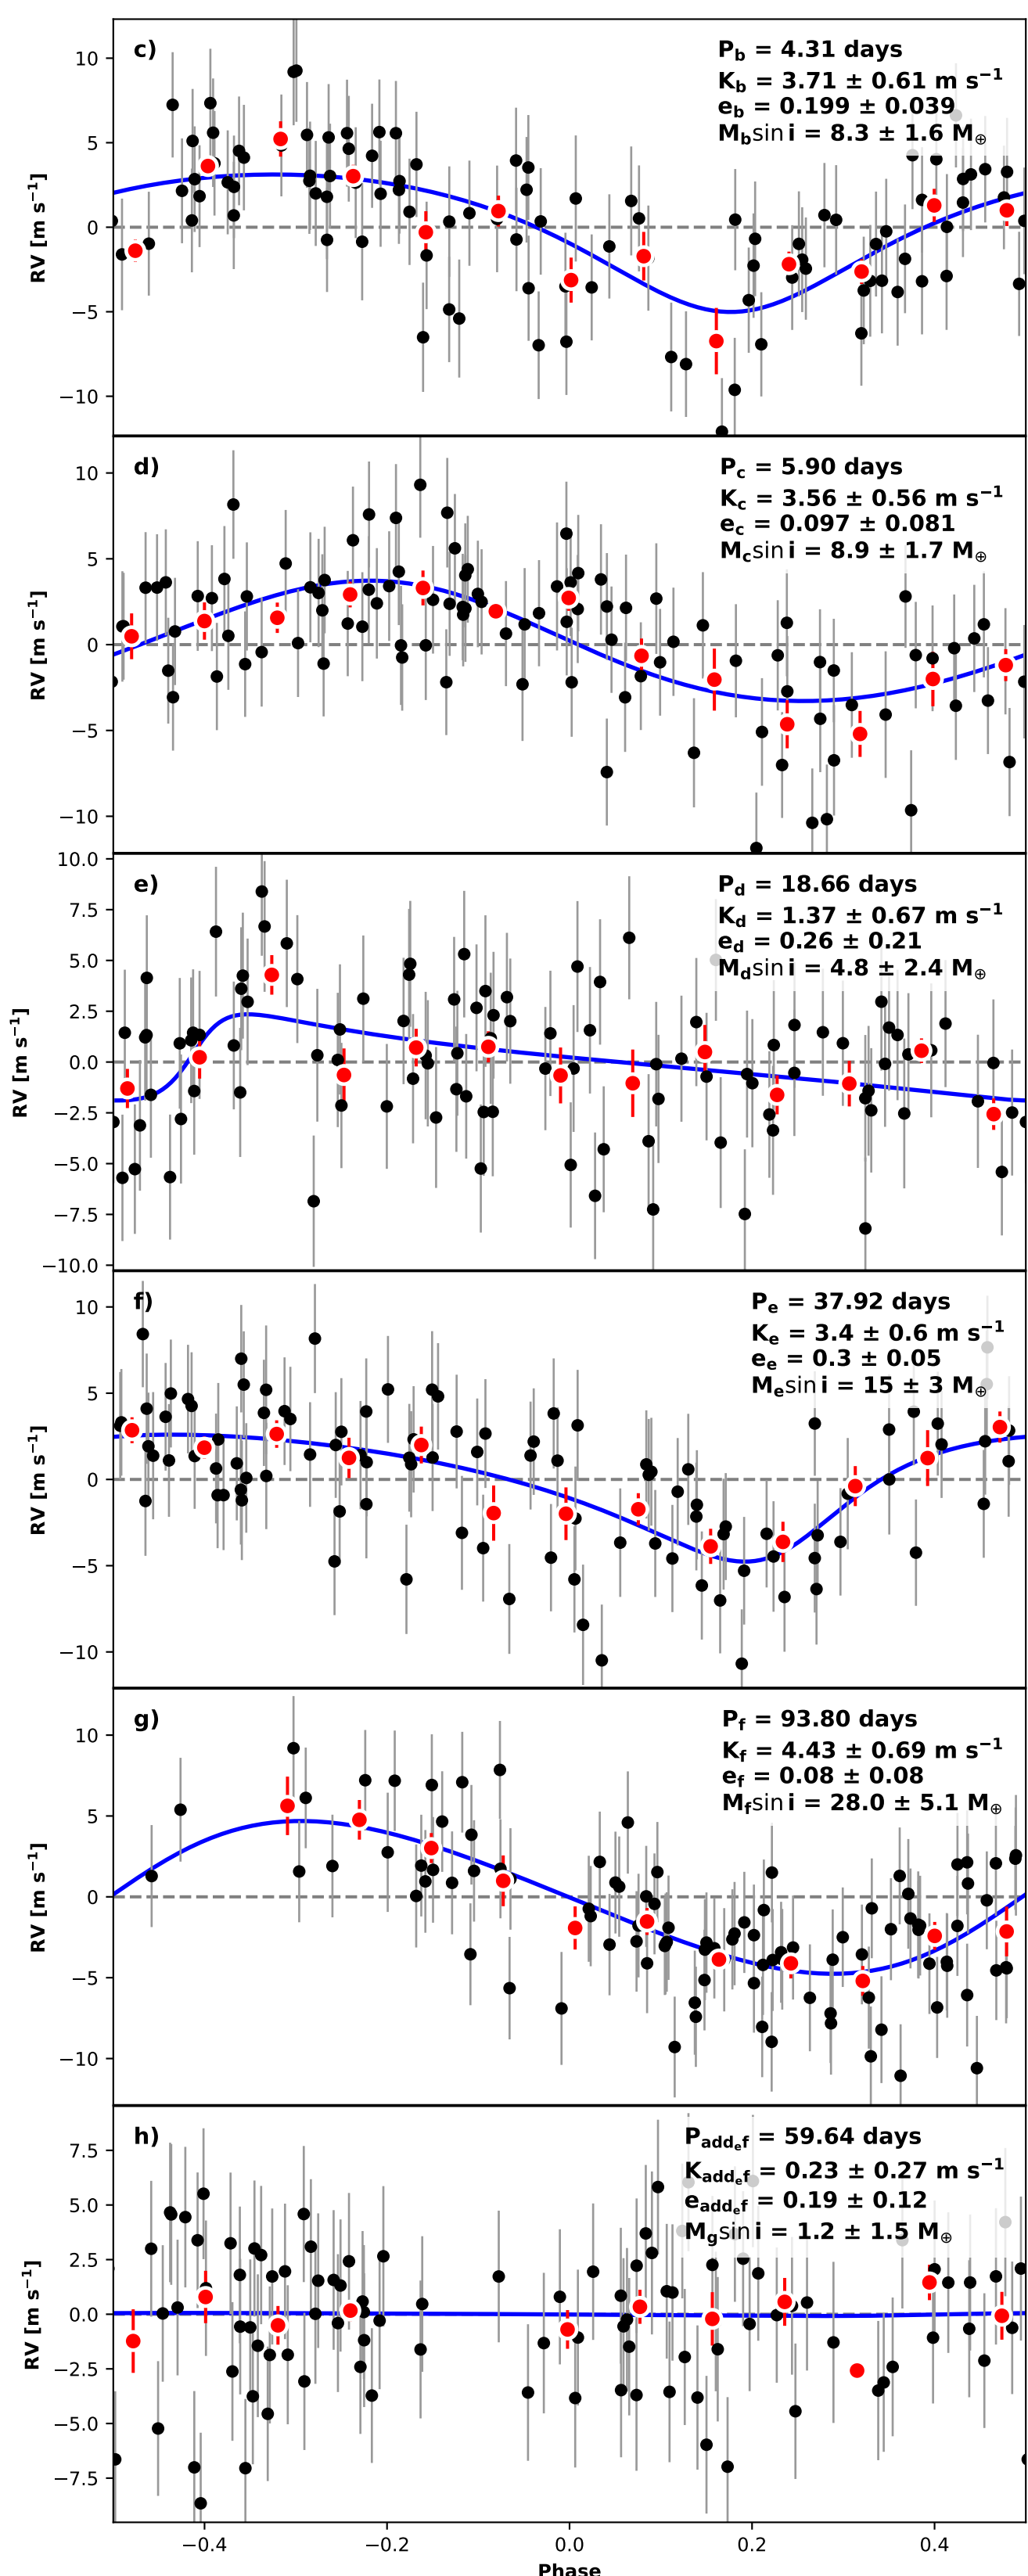 c)
P_b = 4.31 days
K_b = 3.71 ± 0.61 m s⁻¹
e_b = 0.199 ± 0.039
M_b sin i = 8.3 ± 1.6 M_⊕
10
5
0
−5
−10
RV [m s⁻¹]
d)
P_c = 5.90 days
K_c = 3.56 ± 0.56 m s⁻¹
e_c = 0.097 ± 0.081
M_c sin i = 8.9 ± 1.7 M_⊕
10
5
0
−5
−10
RV [m s⁻¹]
e)
P_d = 18.66 days
K_d = 1.37 ± 0.67 m s⁻¹
e_d = 0.26 ± 0.21
M_d sin i = 4.8 ± 2.4 M_⊕
10.0
7.5
5.0
2.5
0.0
−2.5
−5.0
−7.5
−10.0
RV [m s⁻¹]
f)
P_e = 37.92 days
K_e = 3.4 ± 0.6 m s⁻¹
e_e = 0.3 ± 0.05
M_e sin i = 15 ± 3 M_⊕
10
5
0
−5
−10
RV [m s⁻¹]
g)
P_f = 93.80 days
K_f = 4.43 ± 0.69 m s⁻¹
e_f = 0.08 ± 0.08
M_f sin i = 28.0 ± 5.1 M_⊕
10
5
0
−5
−10
RV [m s⁻¹]
h)
P_add_ef = 59.64 days
K_add_ef = 0.23 ± 0.27 m s⁻¹
e_add_ef = 0.19 ± 0.12
M_g sin i = 1.2 ± 1.5 M_⊕
7.5
5.0
2.5
0.0
−2.5
−5.0
−7.5
RV [m s⁻¹]
−0.4 −0.2 0.0 0.2 0.4
Phase